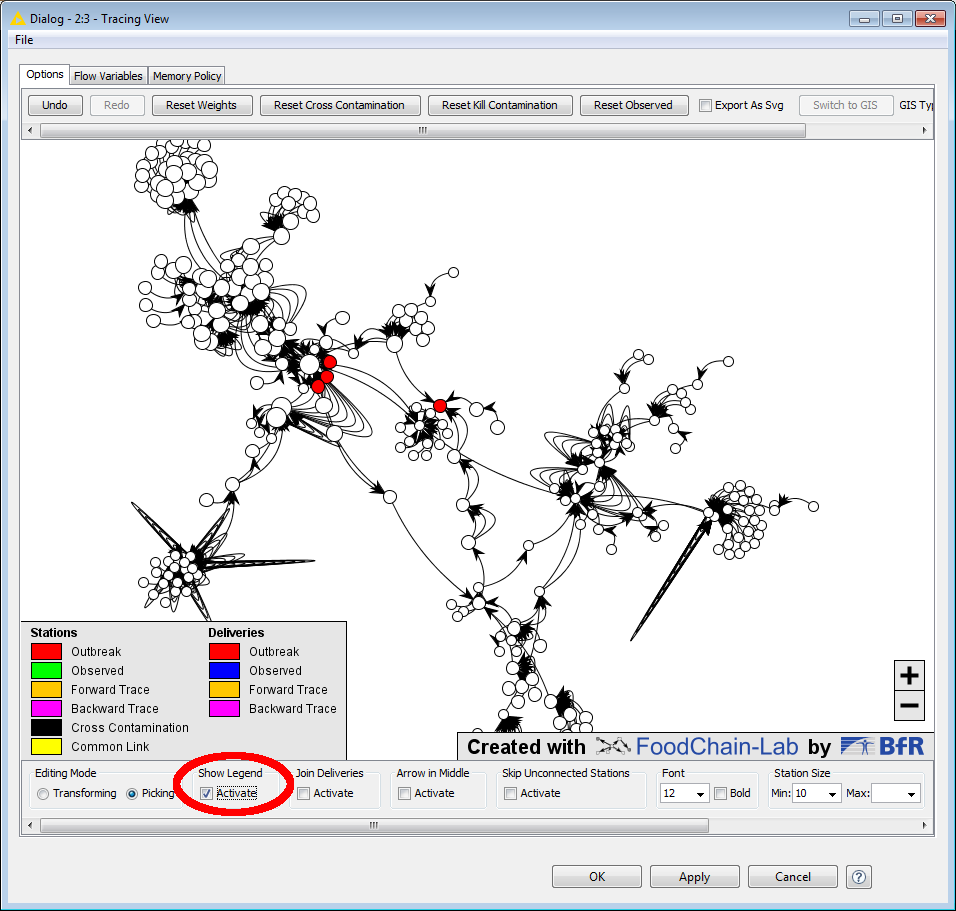 Dialog - 2:3 - Tracing View
File
Options Flow Variables Memory Policy
Undo Redo Reset Weights Reset Cross Contamination Reset Kill Contamination Reset Observed Export As Svg Switch to GIS GIS Typ
Stations Deliveries
Outbreak Outbreak
Observed Observed
Forward Trace Forward Trace
Backward Trace Backward Trace
Cross Contamination
Common Link
Created with FoodChain-Lab by BfR
Editing Mode Show Legend Join Deliveries Arrow in Middle Skip Unconnected Stations Font Station Size
Transforming Picking Activate Activate Activate Activate 12 Bold Min: 10 Max:
OK Apply Cancel ?